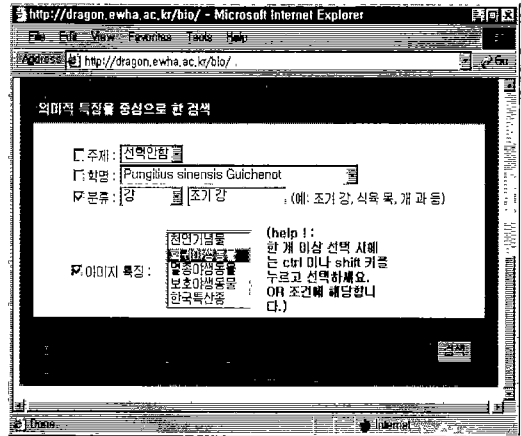 http://dragon.ewha.ac.kr/bio/ - Microsoft Internet Explorer
File Edit View Favorites Tools Help
Address http://dragon.ewha.ac.kr/bio/ Go
의미적 특징을 중심으로 한 검색
주제 : 선택안함
학명 : Pungitius sinensis Guichenot
분류 : 강 조기 강 (예: 조기 강, 식육 목, 개 과 등)
이미지 특징 :
천연기념물
멸종야생동물
보호야생동물
한국특산종
(help ! :
한 개 이상 선택 시에
는 ctrl 이나 shift 키를
누르고 선택하세요.
OR 조건에 해당합니
다.)
검색
Done
Internet